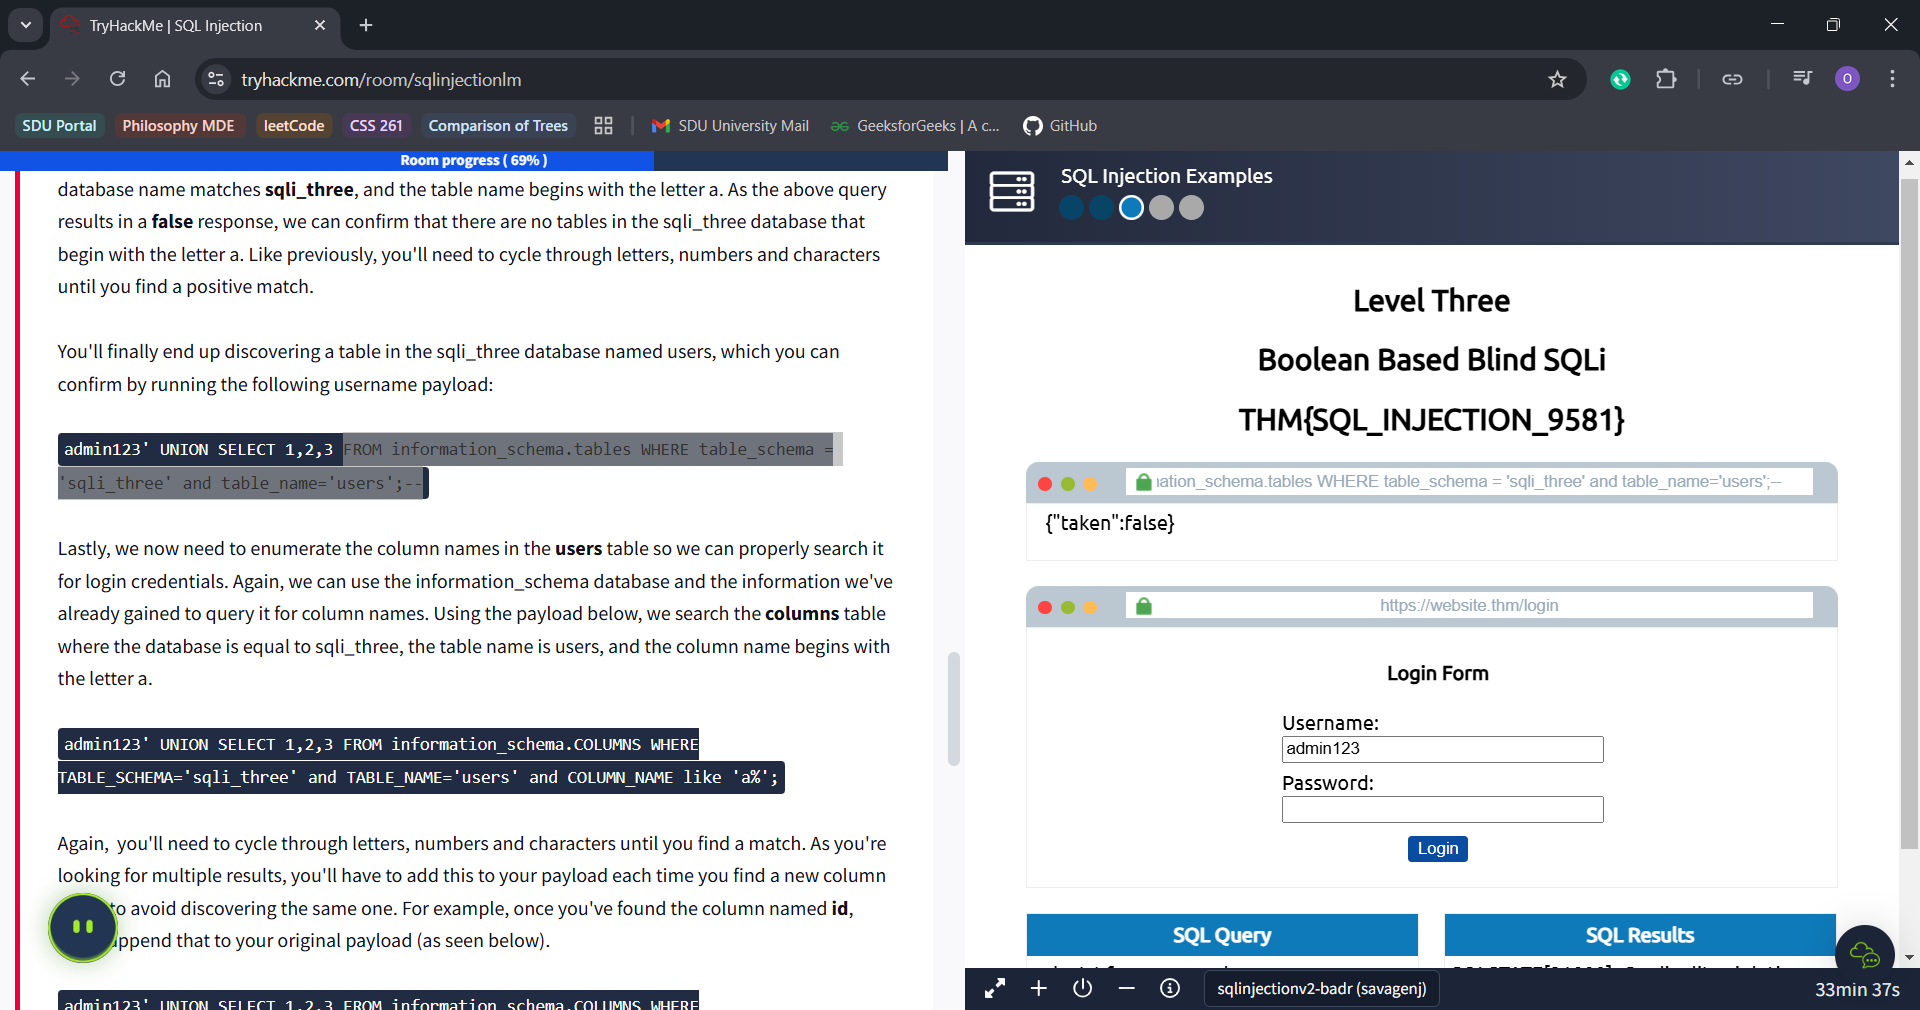 TryHackMe | SQL Injection
tryhackme.com/room/sqlinjectionlm
O
SDU Portal
Philosophy MDE
leetCode
CSS 261
Comparison of Trees
SDU University Mail
GeeksforGeeks | A c...
GitHub
Room progress ( 69% )
database name matches sqli_three, and the table name begins with the letter a. As the above query
results in a false response, we can confirm that there are no tables in the sqli_three database that
begin with the letter a. Like previously, you'll need to cycle through letters, numbers and characters
until you find a positive match.
You'll finally end up discovering a table in the sqli_three database named users, which you can
confirm by running the following username payload:
admin123' UNION SELECT 1,2,3 FROM information_schema.tables WHERE table_schema =
'sqli_three' and table_name='users';--
Lastly, we now need to enumerate the column names in the users table so we can properly search it
for login credentials. Again, we can use the information_schema database and the information we've
already gained to query it for column names. Using the payload below, we search the columns table
where the database is equal to sqli_three, the table name is users, and the column name begins with
the letter a.
admin123' UNION SELECT 1,2,3 FROM information_schema.COLUMNS WHERE
TABLE_SCHEMA='sqli_three' and TABLE_NAME='users' and COLUMN_NAME like 'a%';
Again, you'll need to cycle through letters, numbers and characters until you find a match. As you're
looking for multiple results, you'll have to add this to your payload each time you find a new column
to avoid discovering the same one. For example, once you've found the column named id,
append that to your original payload (as seen below).
admin123' UNION SELECT 1,2,3 FROM information_schema.COLUMNS WHERE
SQL Injection Examples
Level Three
Boolean Based Blind SQLi
THM{SQL_INJECTION_9581}
ation_schema.tables WHERE table_schema = 'sqli_three' and table_name='users';--
{"taken":false}
https://website.thm/login
Login Form
Username:
admin123
Password:
Login
SQL Query
SQL Results
sqlinjectionv2-badr (savagenj)
33min 37s